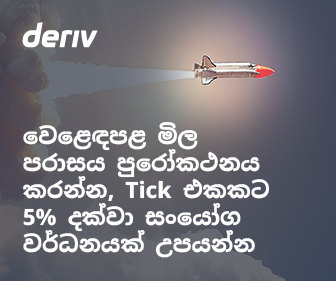 deriv
වෙළෙඳපළ මිල
පරාසය පුරෝකථනය
කරන්න, Tick එකකට
5% දක්වා සංයෝග
වර්ධනයක් උපයන්න